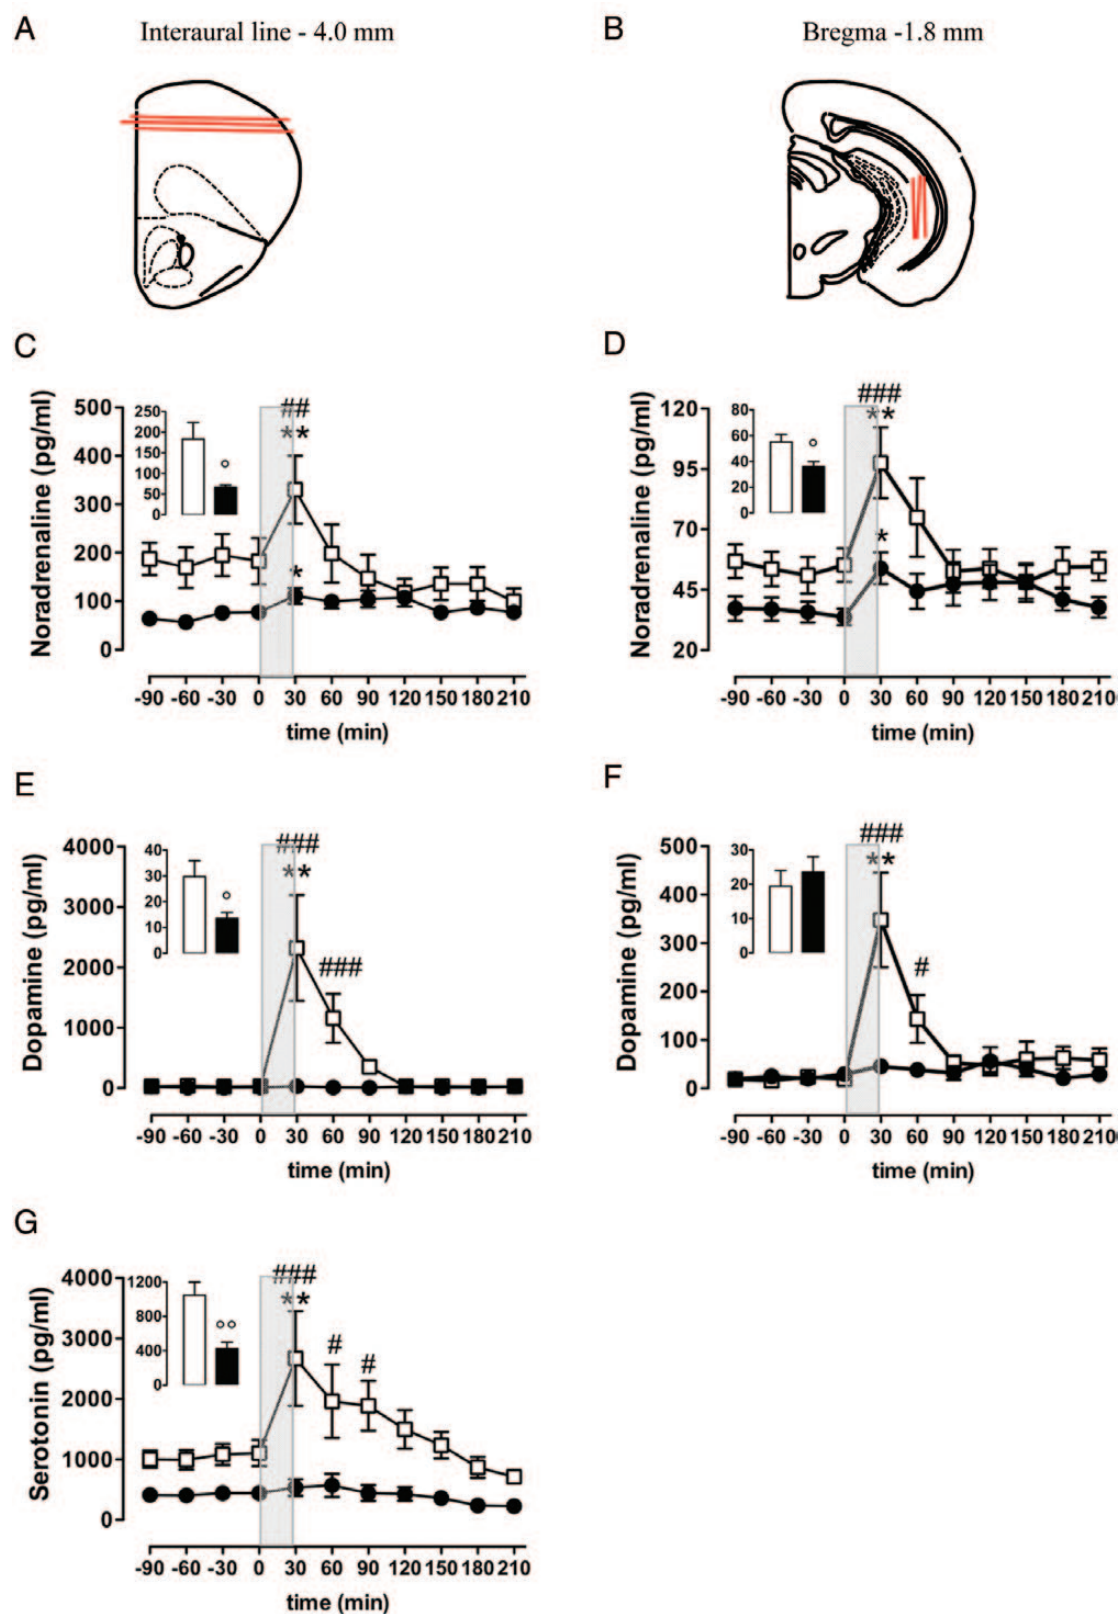 A
Interaural line - 4.0 mm
B
Bregma -1.8 mm
C
Noradrenaline (pg/ml)
500
400
300
200
100
0
250
200
150
100
50
0
°
##
**
*
-90 -60 -30 0 30 60 90 120 150 180 210
time (min)
D
Noradrenaline (pg/ml)
120
95
70
45
20
80
60
40
20
0
°
###
**
*
-90 -60 -30 0 30 60 90 120 150 180 210
time (min)
E
Dopamine (pg/ml)
4000
3000
2000
1000
0
40
30
20
10
0
°
###
**
###
-90 -60 -30 0 30 60 90 120 150 180 210
time (min)
F
Dopamine (pg/ml)
500
400
300
200
100
0
30
20
10
0
###
**
#
-90 -60 -30 0 30 60 90 120 150 180 210
time (min)
G
Serotonin (pg/ml)
4000
3000
2000
1000
0
1200
800
400
0
°°
###
**
#
#
-90 -60 -30 0 30 60 90 120 150 180 210
time (min)